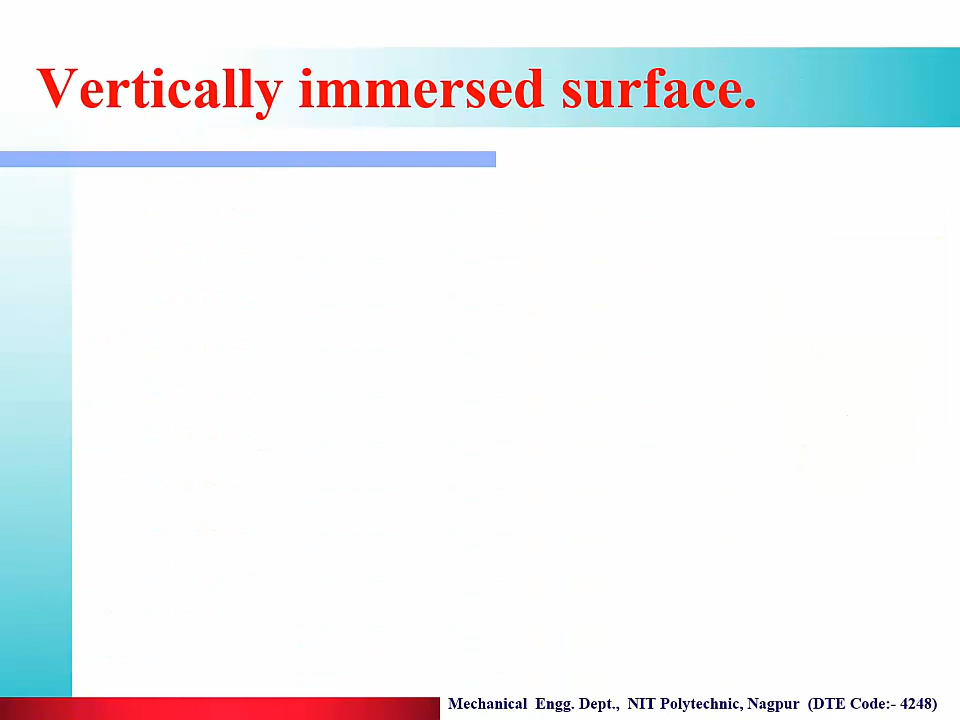 Vertically immersed surface.
Mechanical Engg. Dept., NIT Polytechnic, Nagpur (DTE Code:- 4248)